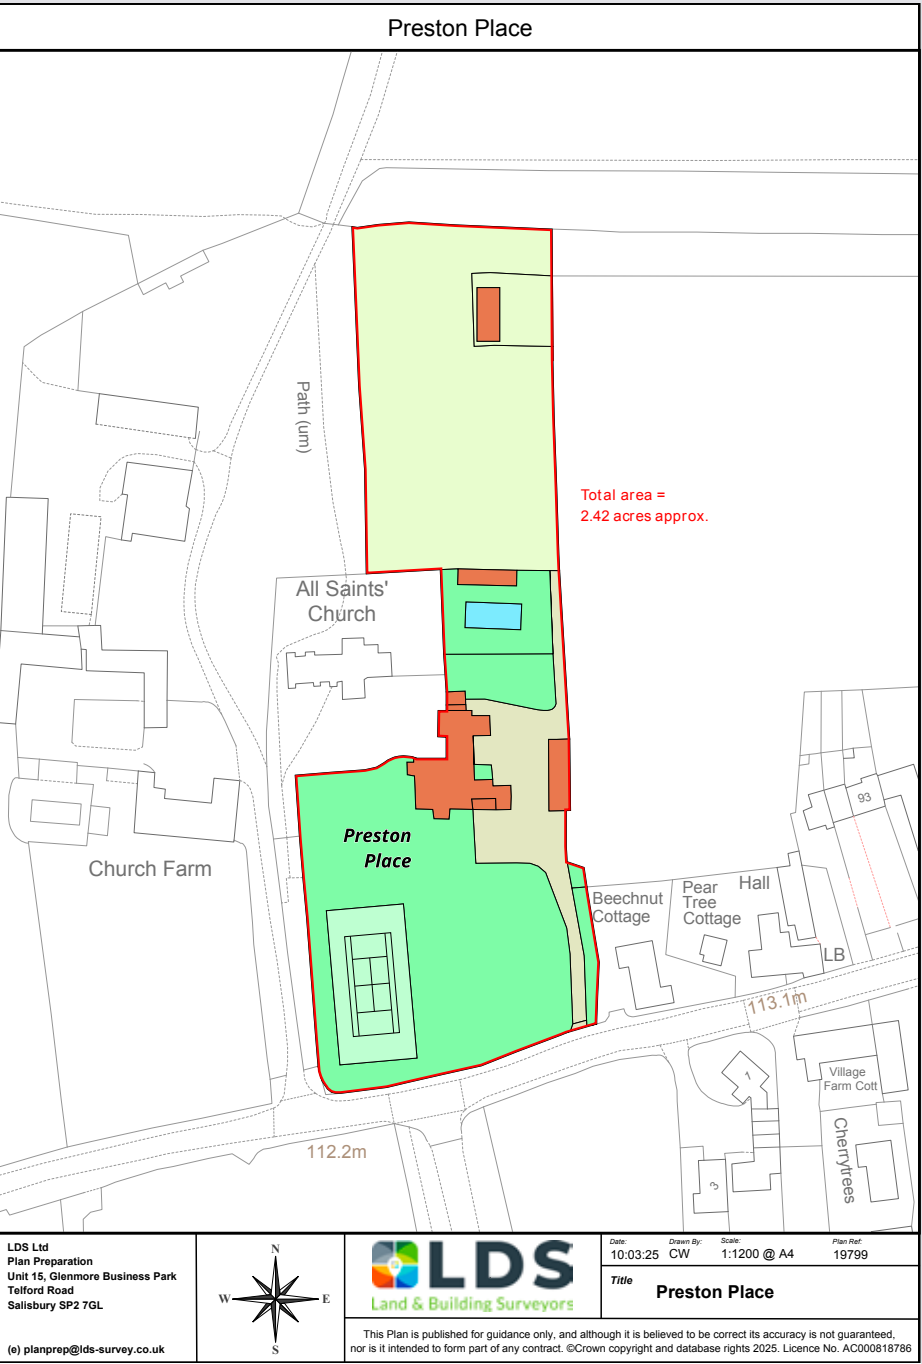 Preston Place
Path (um)
Total area =
2.42 acres approx.
All Saints'
Church
Preston
Place
Church Farm
93
Beechnut
Cottage
Pear
Tree
Cottage
Hall
LB
113.1m
1
Village
Farm Cott
3
Cherrytrees
112.2m
LDS Ltd
Plan Preparation
Unit 15, Glenmore Business Park
Telford Road
Salisbury SP2 7GL
(e) planprep@lds-survey.co.uk
N
W
E
S
LDS
Land & Building Surveyors
Date: Drawn By: Scale: Plan Ref:
10:03:25 CW 1:1200 @ A4 19799
Title
Preston Place
This Plan is published for guidance only, and although it is believed to be correct its accuracy is not guaranteed,
nor is it intended to form part of any contract. ©Crown copyright and database rights 2025. Licence No. AC000818786